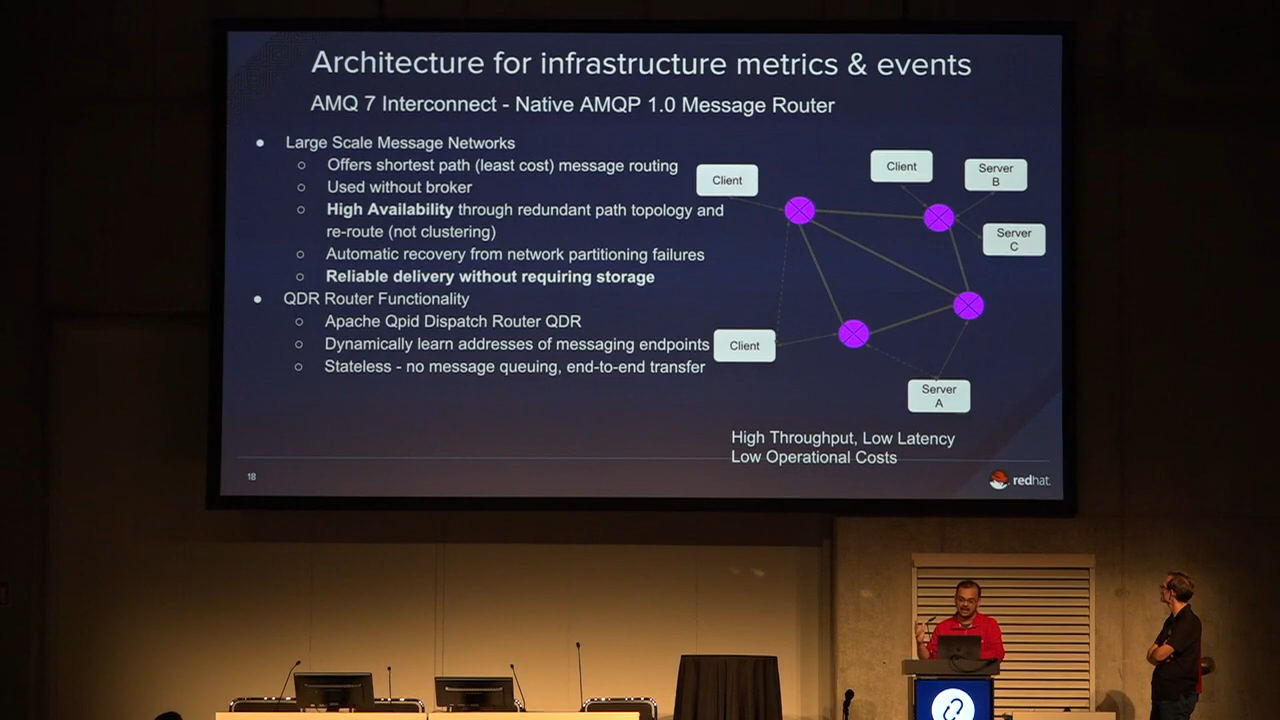 Architecture for infrastructure metrics & events
AMQ 7 Interconnect - Native AMQP 1.0 Message Router
● Large Scale Message Networks
○ Offers shortest path (least cost) message routing
○ Used without broker
○ High Availability through redundant path topology and
re-route (not clustering)
○ Automatic recovery from network partitioning failures
○ Reliable delivery without requiring storage
● QDR Router Functionality
○ Apache Qpid Dispatch Router QDR
○ Dynamically learn addresses of messaging endpoints
○ Stateless - no message queuing, end-to-end transfer
Client
Client
Server
B
Server
C
Client
Server
A
High Throughput, Low Latency
Low Operational Costs
18
redhat.